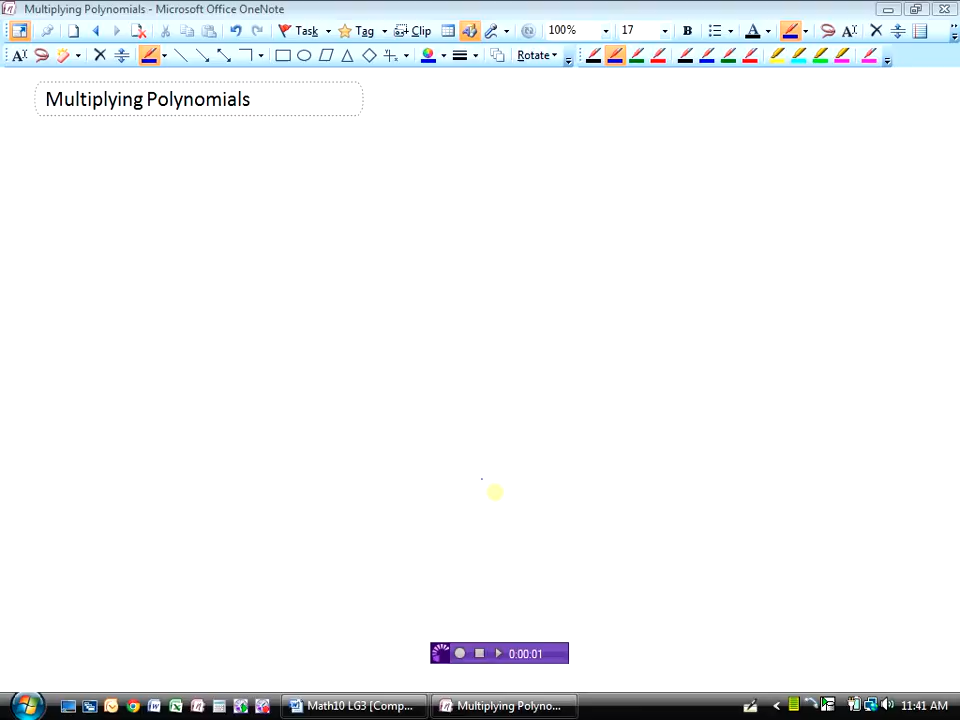 Multiplying Polynomials - Microsoft Office OneNote
Task Tag Clip 100% 17 B A
Rotate
Multiplying Polynomials
0:00:01
Math10 LG3 [Comp... Multiplying Polyno... 11:41 AM